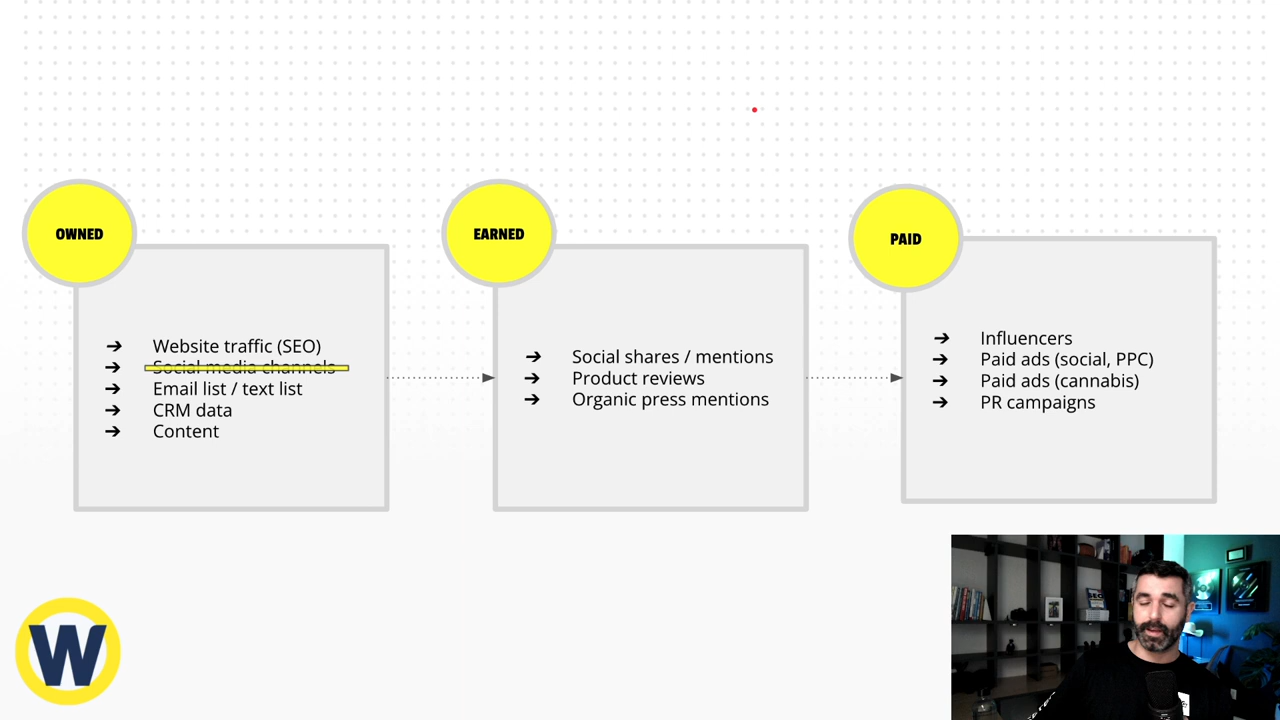 OWNED
Website traffic (SEO)
Social media channels
Email list / text list
CRM data
Content
EARNED
Social shares / mentions
Product reviews
Organic press mentions
PAID
Influencers
Paid ads (social, PPC)
Paid ads (cannabis)
PR campaigns
W
SEO